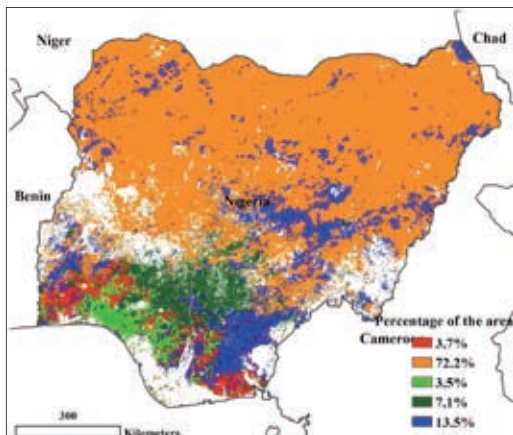 Niger
Chad
Benin
Nigeria
Percentage of the area
Cameroon
3.7%
72.2%
3.5%
7.1%
13.5%
300
Kilometers